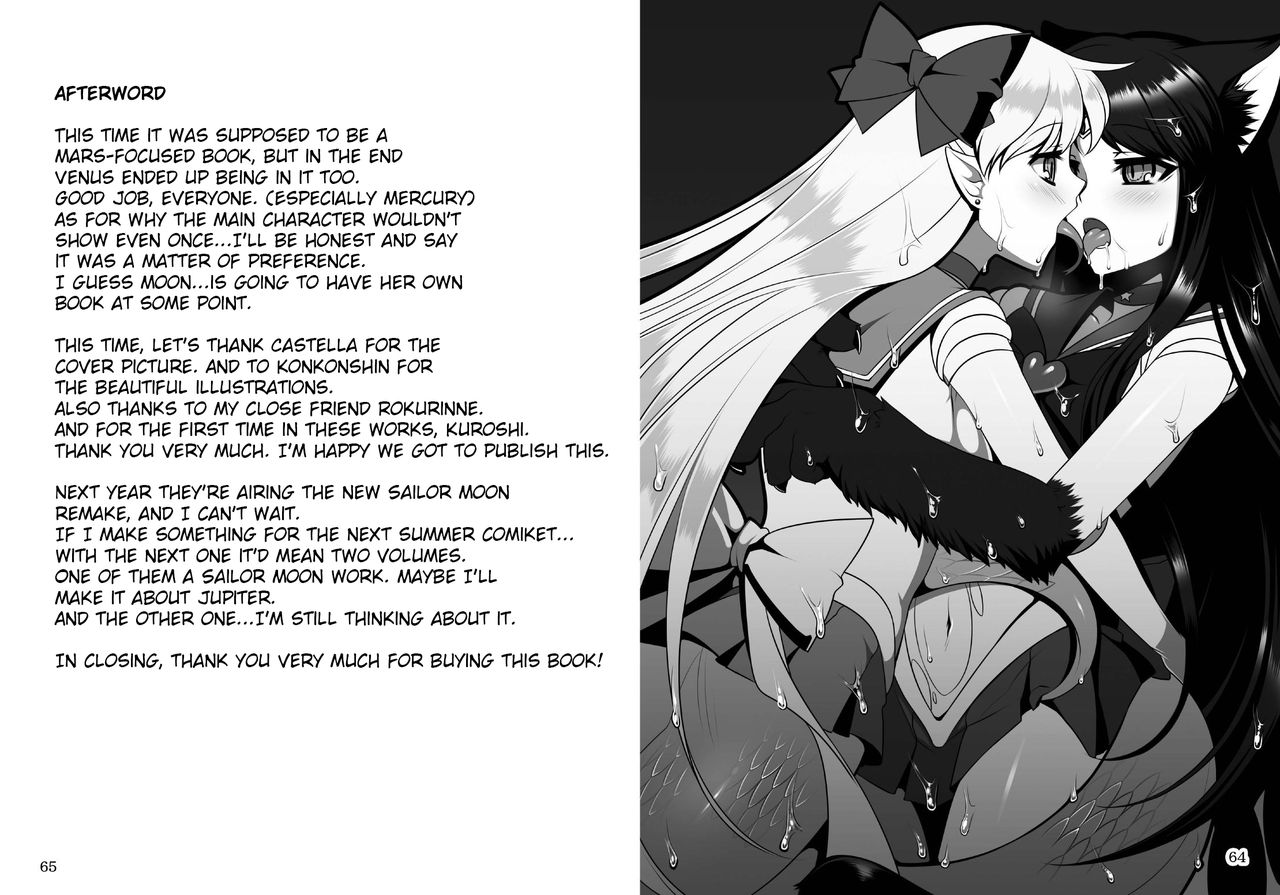 AFTERWORD
THIS TIME IT WAS SUPPOSED TO BE A
MARS-FOCUSED BOOK, BUT IN THE END
VENUS ENDED UP BEING IN IT TOO.
GOOD JOB, EVERYONE. (ESPECIALLY MERCURY)
AS FOR WHY THE MAIN CHARACTER WOULDN'T
SHOW EVEN ONCE...I'LL BE HONEST AND SAY
IT WAS A MATTER OF PREFERENCE.
I GUESS MOON...IS GOING TO HAVE HER OWN
BOOK AT SOME POINT.
THIS TIME, LET'S THANK CASTELLA FOR THE
COVER PICTURE. AND TO KONKONSHIN FOR
THE BEAUTIFUL ILLUSTRATIONS.
ALSO THANKS TO MY CLOSE FRIEND ROKURINNE.
AND FOR THE FIRST TIME IN THESE WORKS, KUROSHI.
THANK YOU VERY MUCH. I'M HAPPY WE GOT TO PUBLISH THIS.
NEXT YEAR THEY'RE AIRING THE NEW SAILOR MOON
REMAKE, AND I CAN'T WAIT.
IF I MAKE SOMETHING FOR THE NEXT SUMMER COMIKET...
WITH THE NEXT ONE IT'D MEAN TWO VOLUMES.
ONE OF THEM A SAILOR MOON WORK. MAYBE I'LL
MAKE IT ABOUT JUPITER.
AND THE OTHER ONE...I'M STILL THINKING ABOUT IT.
IN CLOSING, THANK YOU VERY MUCH FOR BUYING THIS BOOK!
65
64